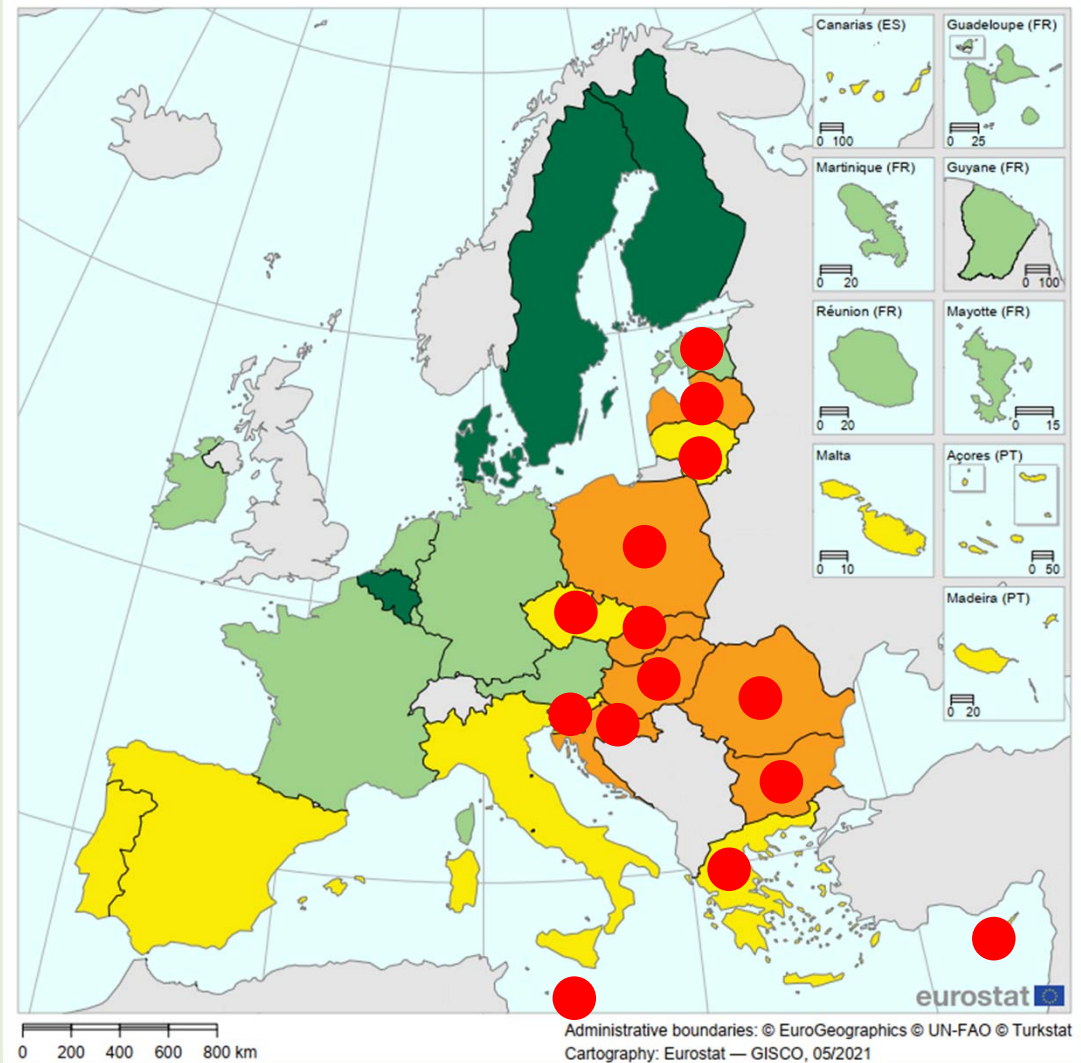 Canarias (ES)
0 100
Guadeloupe (FR)
0 25
Martinique (FR)
0 20
Guyane (FR)
0 100
Réunion (FR)
0 20
Mayotte (FR)
0 15
Malta
0 10
Açores (PT)
0 50
Madeira (PT)
0 20
eurostat
0 200 400 600 800 km
Administrative boundaries: © EuroGeographics © UN-FAO © Turkstat
Cartography: Eurostat — GISCO, 05/2021